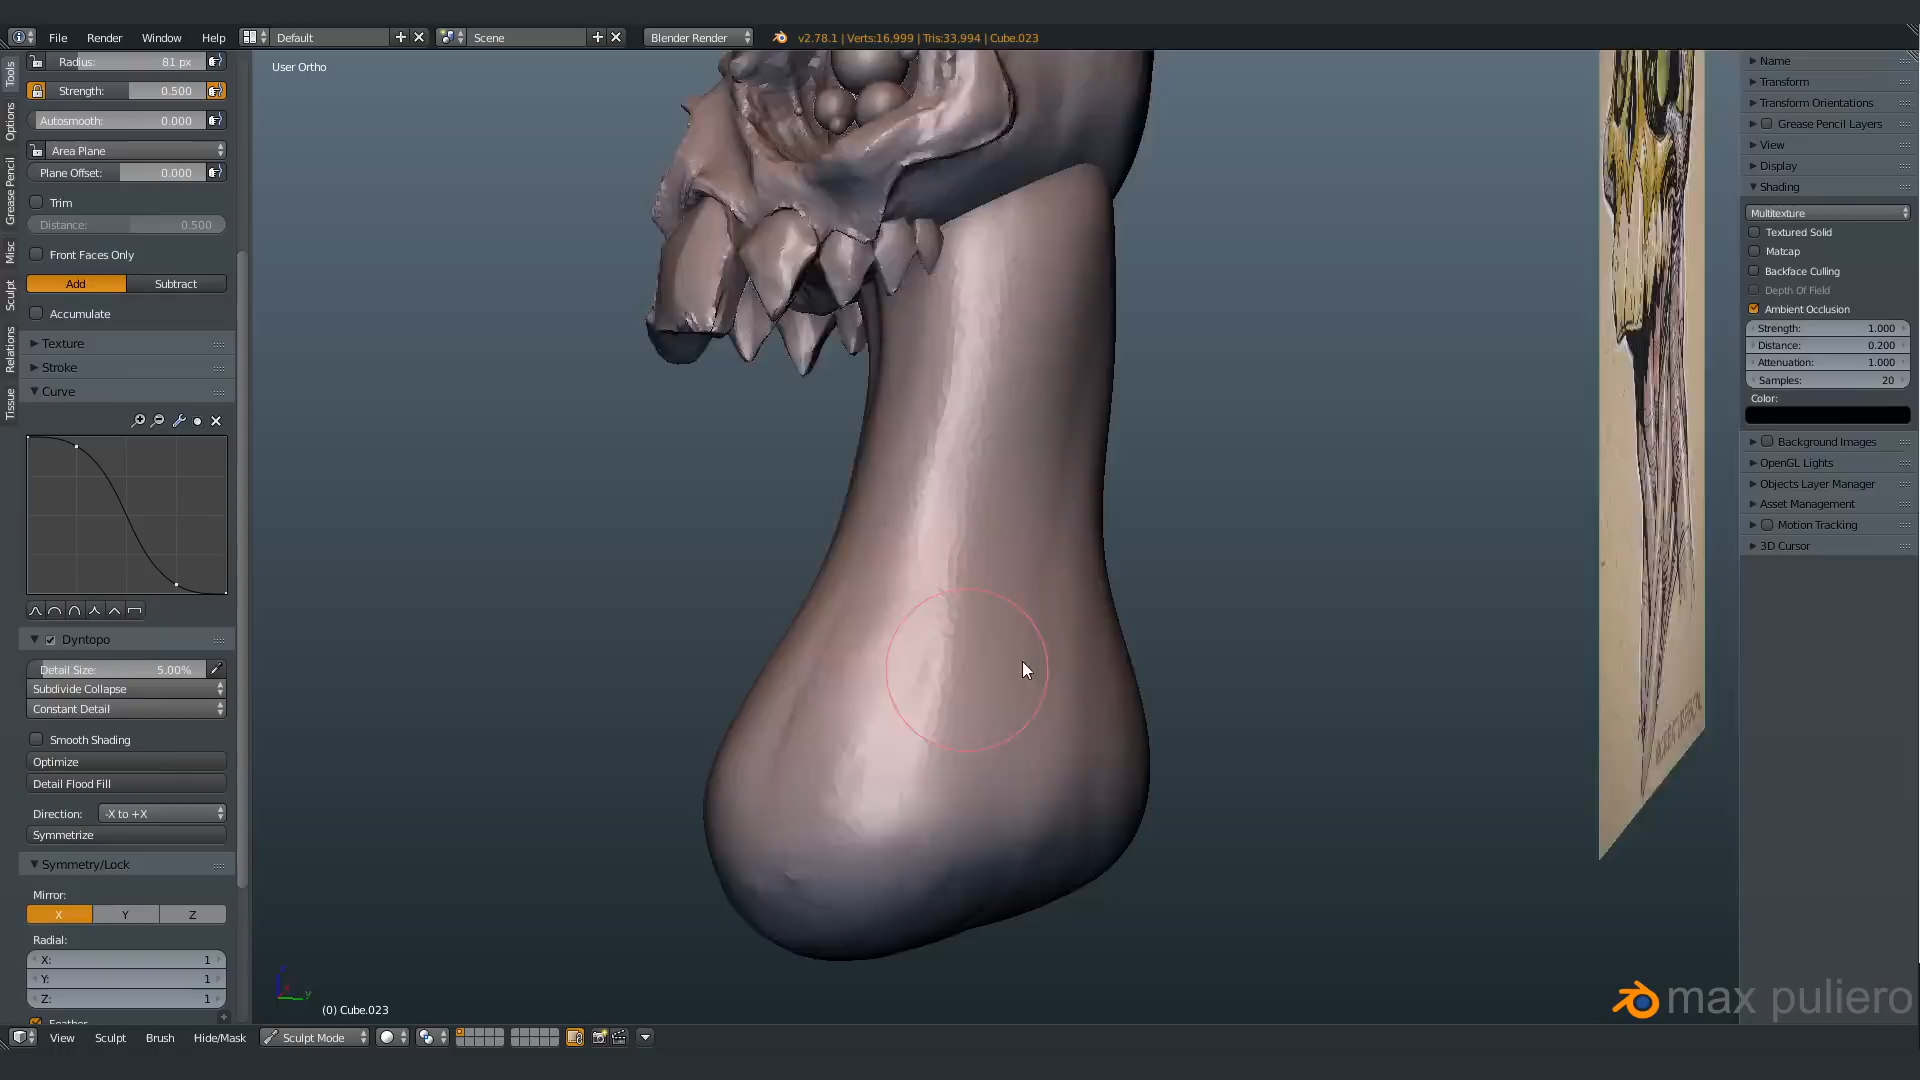 File Render Window Help Default Scene Blender Render v2.78.1 | Verts:16,999 | Tris:33,994 | Cube.023
User Ortho
Tools
Options
Grease Pencil
Misc
Sculpt
Relations
Tissue
Radius: 81 px
Strength: 0.500
Autosmooth: 0.000
Area Plane
Plane Offset: 0.000
Trim
Distance: 0.500
Front Faces Only
Add Subtract
Accumulate
Texture
Stroke
Curve
Dyntopo
Detail Size: 5.00%
Subdivide Collapse
Constant Detail
Smooth Shading
Optimize
Detail Flood Fill
Direction: -X to +X
Symmetrize
Symmetry/Lock
Mirror:
X Y Z
Radial:
X: 1
Y: 1
Z: 1
Feather
Name
Transform
Transform Orientations
Grease Pencil Layers
View
Display
Shading
Multitexture
Textured Solid
Matcap
Backface Culling
Depth Of Field
Ambient Occlusion
Strength: 1.000
Distance: 0.200
Attenuation: 1.000
Samples: 20
Color:
Background Images
OpenGL Lights
Objects Layer Manager
Asset Management
Motion Tracking
3D Cursor
y
(0) Cube.023
max puliero
View Sculpt Brush Hide/Mask Sculpt Mode